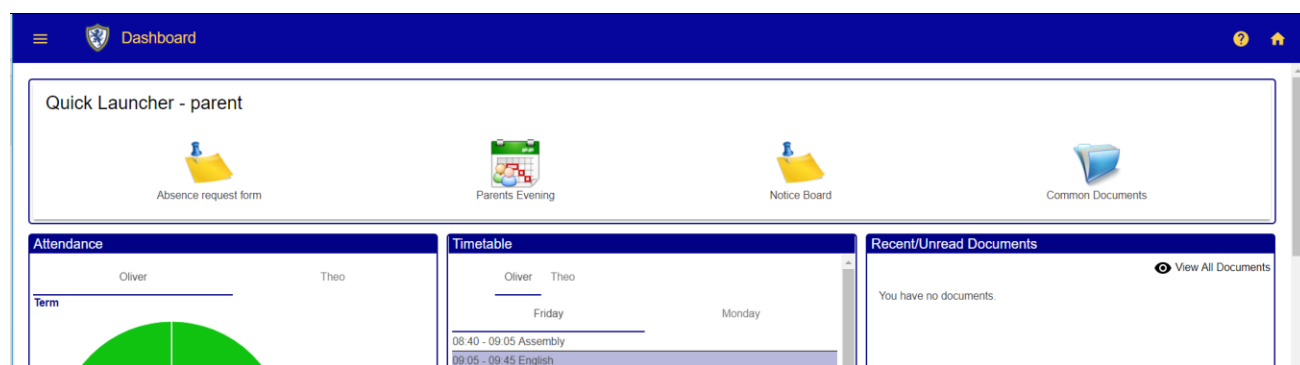 Dashboard
?
Quick Launcher - parent
Absence request form
Parents Evening
Notice Board
Common Documents
Attendance
Oliver
Theo
Term
Timetable
Oliver Theo
Friday
Monday
08:40 - 09:05 Assembly
09:05 - 09:45 English
Recent/Unread Documents
View All Documents
You have no documents.